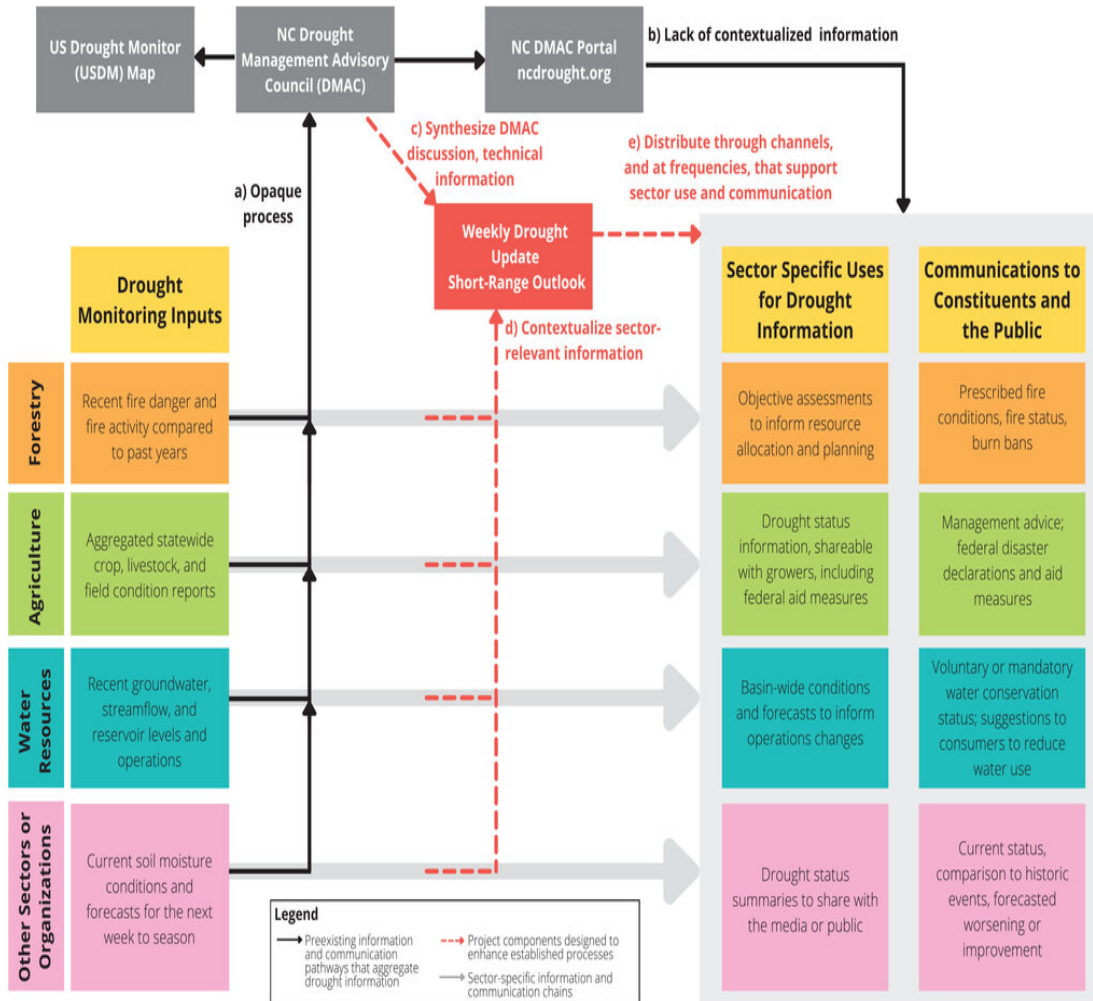 US Drought Monitor
(USDM) Map
NC Drought
Management Advisory
Council (DMAC)
NC DMAC Portal
ncdrought.org
b) Lack of contextualized information
c) Synthesize DMAC
discussion, technical
information
e) Distribute through channels,
and at frequencies, that support
sector use and communication
a) Opaque
process
Weekly Drought
Update
Short-Range Outlook
d) Contextualize sector-
relevant information
Drought
Monitoring Inputs
Sector Specific Uses
for Drought
Information
Communications to
Constituents and
the Public
Forestry
Recent fire danger and
fire activity compared
to past years
Objective assessments
to inform resource
allocation and planning
Prescribed fire
conditions, fire status,
burn bans
Agriculture
Aggregated statewide
crop, livestock, and
field condition reports
Drought status
information, shareable
with growers, including
federal aid measures
Management advice;
federal disaster
declarations and aid
measures
Water
Resources
Recent groundwater,
streamflow, and
reservoir levels and
operations
Basin-wide conditions
and forecasts to inform
operations changes
Voluntary or mandatory
water conservation
status; suggestions to
consumers to reduce
water use
Other Sectors or
Organizations
Current soil moisture
conditions and
forecasts for the next
week to season
Drought status
summaries to share with
the media or public
Current status,
comparison to historic
events, forecasted
worsening or
improvement
Legend
Preexisting information
and communication
pathways that aggregate
drought information
Project components designed to
enhance established processes
Sector-specific information and
communication chains